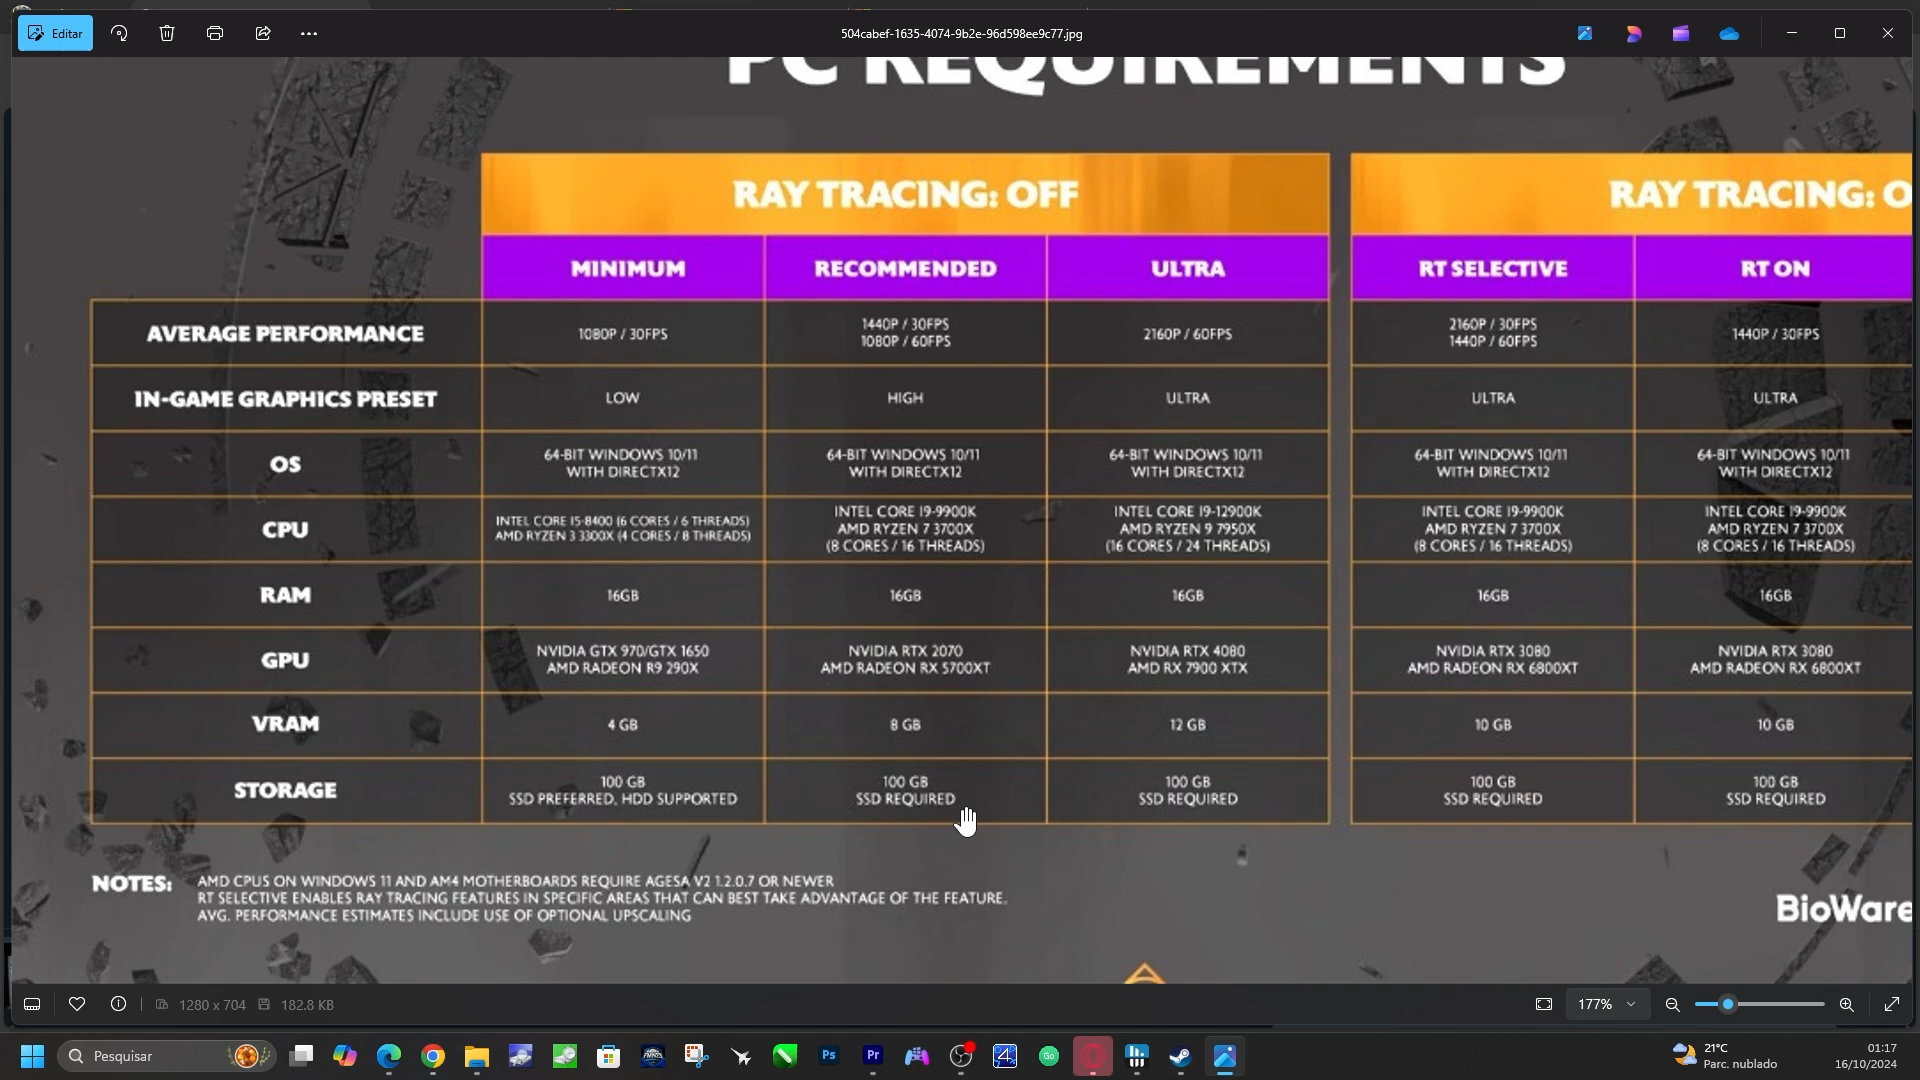 Editar
504cabef-1635-4074-9b2e-96d598ee9c77.jpg
PC REQUIREMENTS
RAY TRACING: OFF
RAY TRACING: O
MINIMUM
RECOMMENDED
ULTRA
RT SELECTIVE
RT ON
AVERAGE PERFORMANCE
1080P / 30FPS
1440P / 30FPS
1080P / 60FPS
2160P / 60FPS
2160P / 30FPS
1440P / 60FPS
1440P / 30FPS
IN-GAME GRAPHICS PRESET
LOW
HIGH
ULTRA
ULTRA
ULTRA
OS
64-BIT WINDOWS 10/11
WITH DIRECTX12
64-BIT WINDOWS 10/11
WITH DIRECTX12
64-BIT WINDOWS 10/11
WITH DIRECTX12
64-BIT WINDOWS 10/11
WITH DIRECTX12
64-BIT WINDOWS 10/11
WITH DIRECTX12
CPU
INTEL CORE I5-8400 (6 CORES / 6 THREADS)
AMD RYZEN 3 3300X (4 CORES / 8 THREADS)
INTEL CORE I9-9900K
AMD RYZEN 7 3700X
(8 CORES / 16 THREADS)
INTEL CORE I9-12900K
AMD RYZEN 9 7950X
(16 CORES / 24 THREADS)
INTEL CORE I9-9900K
AMD RYZEN 7 3700X
(8 CORES / 16 THREADS)
INTEL CORE I9-9900K
AMD RYZEN 7 3700X
(8 CORES / 16 THREADS)
RAM
16GB
16GB
16GB
16GB
16GB
GPU
NVIDIA GTX 970/GTX 1650
AMD RADEON R9 290X
NVIDIA RTX 2070
AMD RADEON RX 5700XT
NVIDIA RTX 4080
AMD RX 7900 XTX
NVIDIA RTX 3080
AMD RADEON RX 6800XT
NVIDIA RTX 3080
AMD RADEON RX 6800XT
VRAM
4 GB
8 GB
12 GB
10 GB
10 GB
STORAGE
100 GB
SSD PREFERRED, HDD SUPPORTED
100 GB
SSD REQUIRED
100 GB
SSD REQUIRED
100 GB
SSD REQUIRED
100 GB
SSD REQUIRED
NOTES:
AMD CPUS ON WINDOWS 11 AND AM4 MOTHERBOARDS REQUIRE AGESA V2 1.2.0.7 OR NEWER
RT SELECTIVE ENABLES RAY TRACING FEATURES IN SPECIFIC AREAS THAT CAN BEST TAKE ADVANTAGE OF THE FEATURE.
AVG. PERFORMANCE ESTIMATES INCLUDE USE OF OPTIONAL UPSCALING
BioWare
1280 x 704
182.8 KB
177%
Pesquisar
Ps
Pr
Go
21°C
Parc. nublado
01:17
16/10/2024